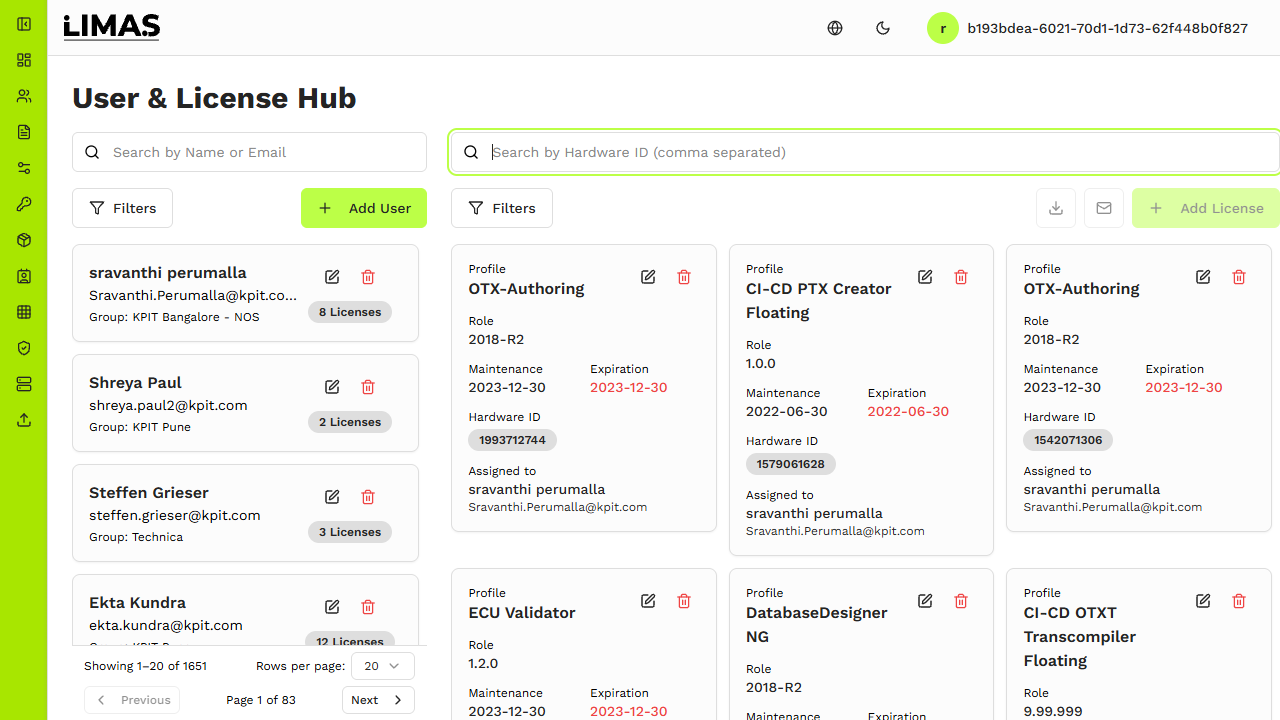 LIMAS
r
b193bdea-6021-70d1-1d73-62f448b0f827
User & License Hub
Search by Name or Email
Search by Hardware ID (comma separated)
Filters
Add User
Filters
Add License
sravanthi perumalla
Sravanthi.Perumalla@kpit.co...
Group: KPIT Bangalore - NOS
8 Licenses
Shreya Paul
shreya.paul2@kpit.com
Group: KPIT Pune
2 Licenses
Steffen Grieser
steffen.grieser@kpit.com
Group: Technica
3 Licenses
Ekta Kundra
ekta.kundra@kpit.com
12 Licenses
Showing 1–20 of 1651
Rows per page:
20
Previous
Page 1 of 83
Next
Profile
OTX-Authoring
Role
2018-R2
Maintenance
Expiration
2023-12-30
2023-12-30
Hardware ID
1993712744
Assigned to
sravanthi perumalla
Sravanthi.Perumalla@kpit.com
Profile
CI-CD PTX Creator
Floating
Role
1.0.0
Maintenance
Expiration
2022-06-30
2022-06-30
Hardware ID
1579061628
Assigned to
sravanthi perumalla
Sravanthi.Perumalla@kpit.com
Profile
OTX-Authoring
Role
2018-R2
Maintenance
Expiration
2023-12-30
2023-12-30
Hardware ID
1542071306
Assigned to
sravanthi perumalla
Sravanthi.Perumalla@kpit.com
Profile
ECU Validator
Role
1.2.0
Maintenance
Expiration
2023-12-30
2023-12-30
Profile
DatabaseDesigner
NG
Role
2018-R2
Maintenance
Expiration
Profile
CI-CD OTXT
Transcompiler
Floating
Role
9.99.999